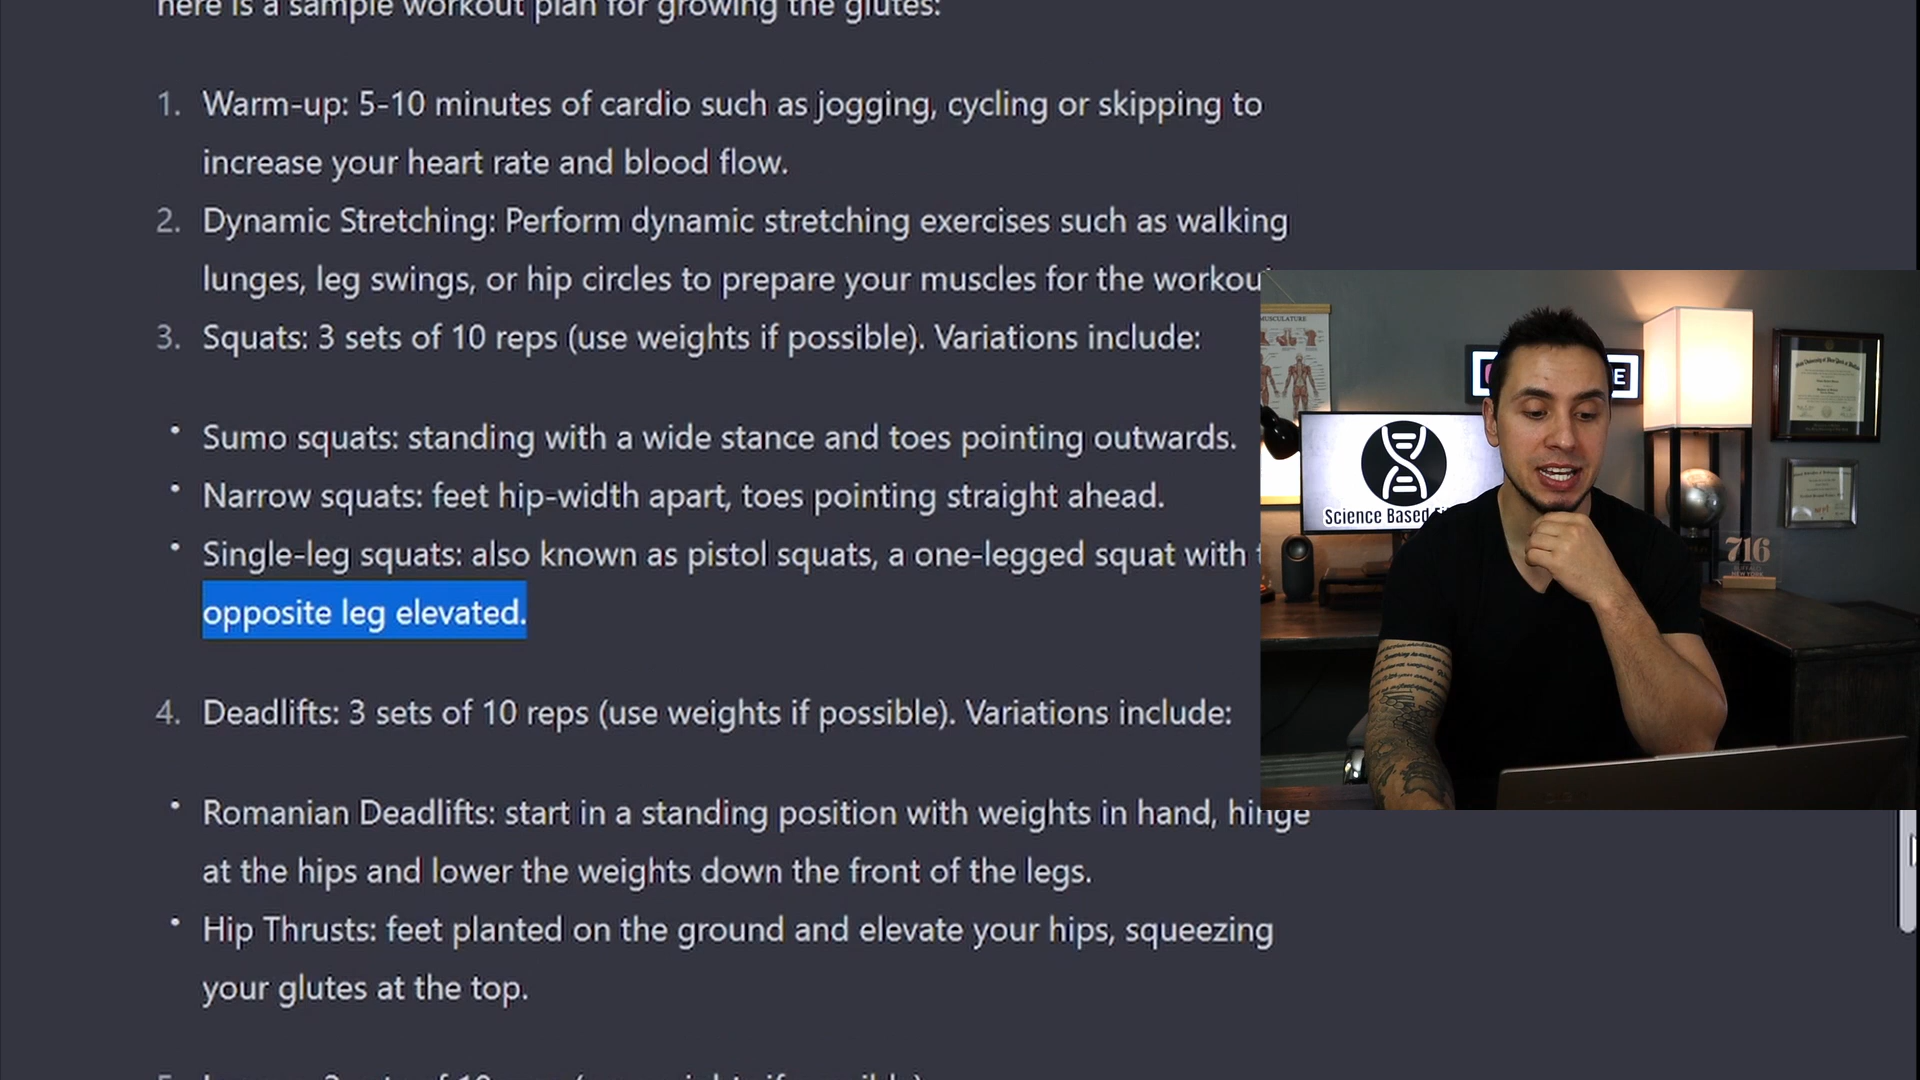 here is a sample workout plan for growing the glutes:
1. Warm-up: 5-10 minutes of cardio such as jogging, cycling or skipping to
increase your heart rate and blood flow.
2. Dynamic Stretching: Perform dynamic stretching exercises such as walking
lunges, leg swings, or hip circles to prepare your muscles for the workou
3. Squats: 3 sets of 10 reps (use weights if possible). Variations include:
• Sumo squats: standing with a wide stance and toes pointing outwards.
• Narrow squats: feet hip-width apart, toes pointing straight ahead.
• Single-leg squats: also known as pistol squats, a one-legged squat with
opposite leg elevated.
4. Deadlifts: 3 sets of 10 reps (use weights if possible). Variations include:
• Romanian Deadlifts: start in a standing position with weights in hand, hinge
at the hips and lower the weights down the front of the legs.
• Hip Thrusts: feet planted on the ground and elevate your hips, squeezing
your glutes at the top.
MUSCULATURE
E
Science Based
716